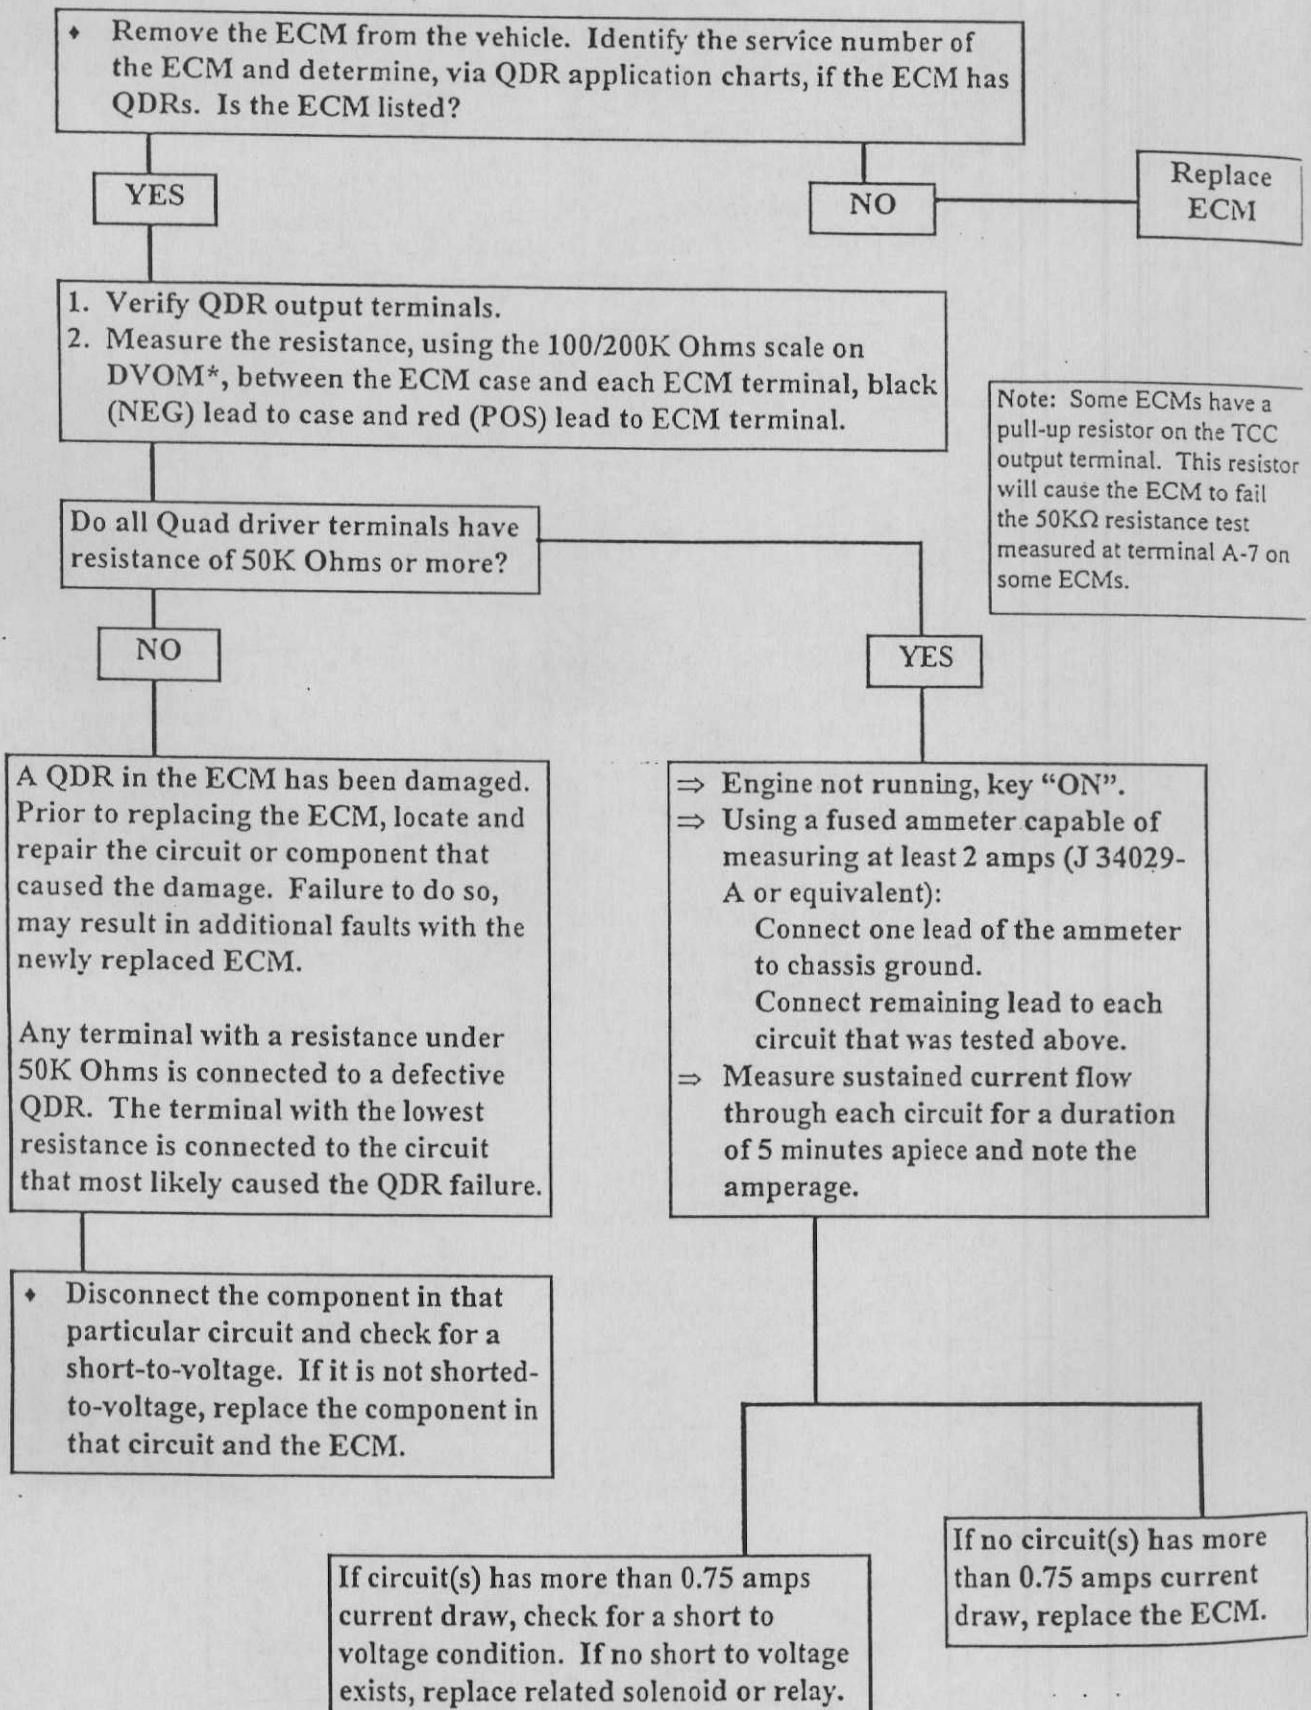 ♦ Remove the ECM from the vehicle. Identify the service number of
the ECM and determine, via QDR application charts, if the ECM has
QDRs. Is the ECM listed?
YES
NO
Replace
ECM
1. Verify QDR output terminals.
2. Measure the resistance, using the 100/200K Ohms scale on
DVOM*, between the ECM case and each ECM terminal, black
(NEG) lead to case and red (POS) lead to ECM terminal.
Note: Some ECMs have a
pull-up resistor on the TCC
output terminal. This resistor
will cause the ECM to fail
the 50KΩ resistance test
measured at terminal A-7 on
some ECMs.
Do all Quad driver terminals have
resistance of 50K Ohms or more?
NO
YES
A QDR in the ECM has been damaged.
Prior to replacing the ECM, locate and
repair the circuit or component that
caused the damage. Failure to do so,
may result in additional faults with the
newly replaced ECM.
Any terminal with a resistance under
50K Ohms is connected to a defective
QDR. The terminal with the lowest
resistance is connected to the circuit
that most likely caused the QDR failure.
⇒ Engine not running, key “ON”.
⇒ Using a fused ammeter capable of
measuring at least 2 amps (J 34029-
A or equivalent):
Connect one lead of the ammeter
to chassis ground.
Connect remaining lead to each
circuit that was tested above.
⇒ Measure sustained current flow
through each circuit for a duration
of 5 minutes apiece and note the
amperage.
♦ Disconnect the component in that
particular circuit and check for a
short-to-voltage. If it is not shorted-
to-voltage, replace the component in
that circuit and the ECM.
If circuit(s) has more than 0.75 amps
current draw, check for a short to
voltage condition. If no short to voltage
exists, replace related solenoid or relay.
If no circuit(s) has more
than 0.75 amps current
draw, replace the ECM.